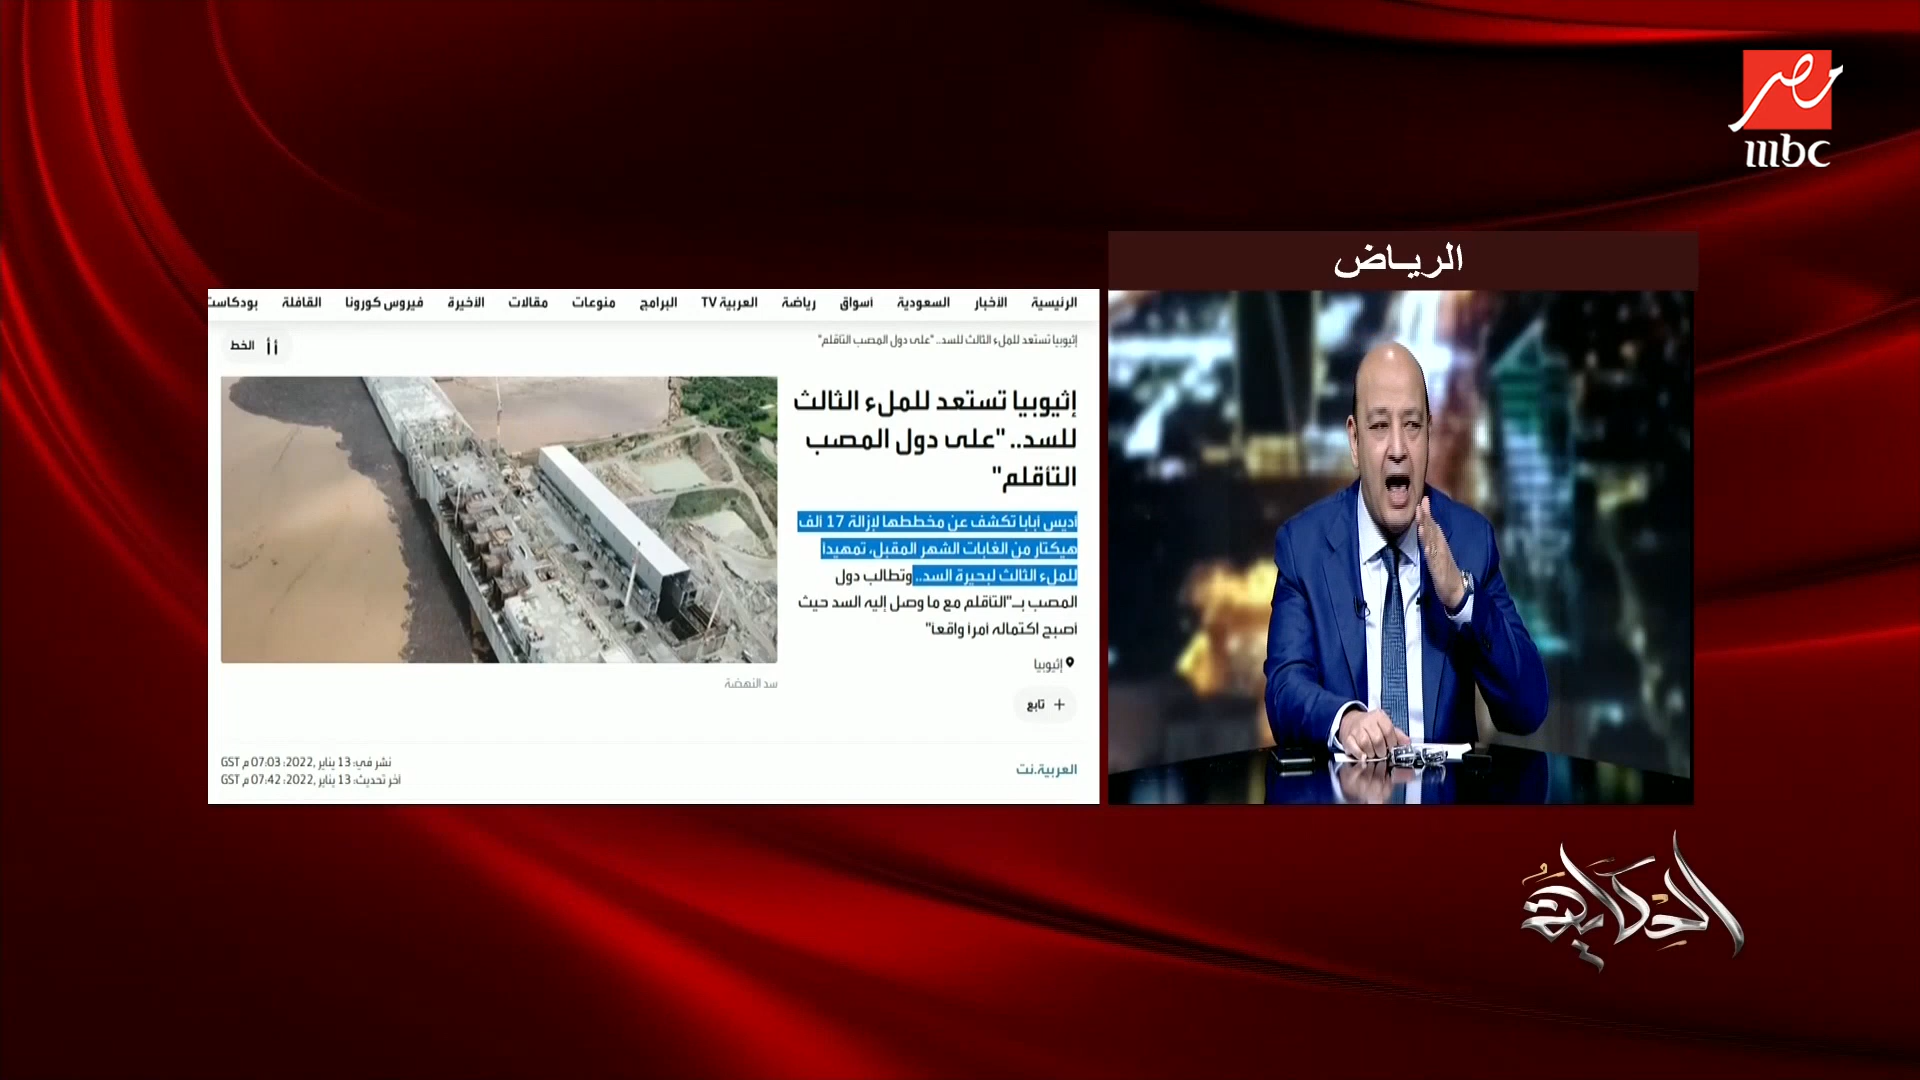 مصر
mbc
الرياض
الرئيسية الأخبار السعودية أسواق رياضة العربية TV البرامج منوعات مقالات الأخيرة فيروس كورونا القافلة بودكاست
إثيوبيا تستعد للملء الثالث للسد.. "على دول المصب التأقلم"
الخط
إثيوبيا تستعد للملء الثالث
للسد.. "على دول المصب
التأقلم"
أديس أبابا تكشف عن مخططها لإزالة 17 ألف
هيكتار من الغابات الشهر المقبل، تمهيداً
للملء الثالث لبحيرة السد.. وتطالب دول
المصب بـ"التأقلم مع ما وصل إليه السد حيث
أصبح اكتماله أمراً واقعاً"
إثيوبيا
+ تابع
سد النهضة
العربية.نت
نشر في: 13 يناير ,2022: 07:03 م GST
آخر تحديث: 13 يناير ,2022: 07:42 م GST
الحكاية